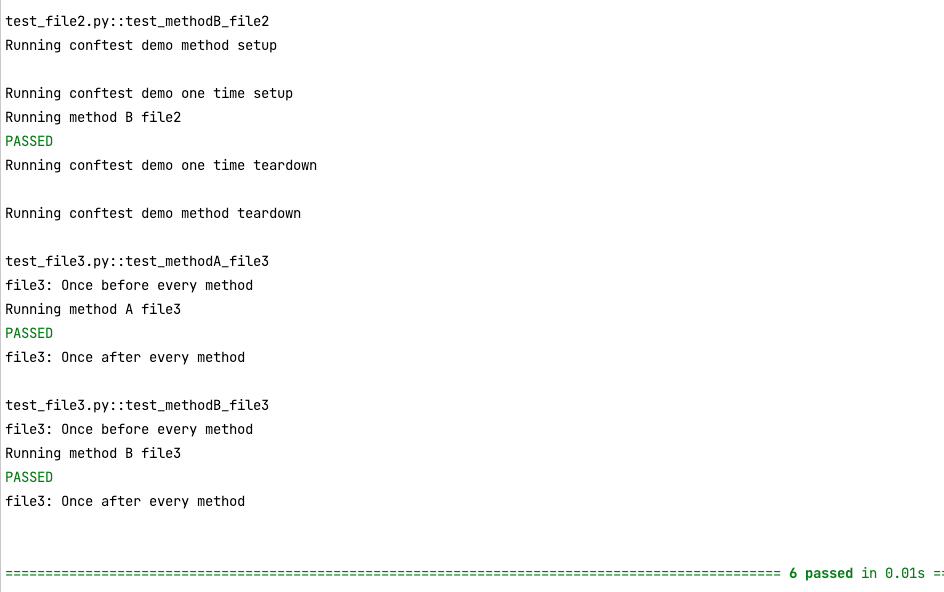 test_file2.py::test_methodB_file2
Running conftest demo method setup
Running conftest demo one time setup
Running method B file2
PASSED
Running conftest demo one time teardown
Running conftest demo method teardown
test_file3.py::test_methodA_file3
file3: Once before every method
Running method A file3
PASSED
file3: Once after every method
test_file3.py::test_methodB_file3
file3: Once before every method
Running method B file3
PASSED
file3: Once after every method
================================================================================================= 6 passed in 0.01s ==